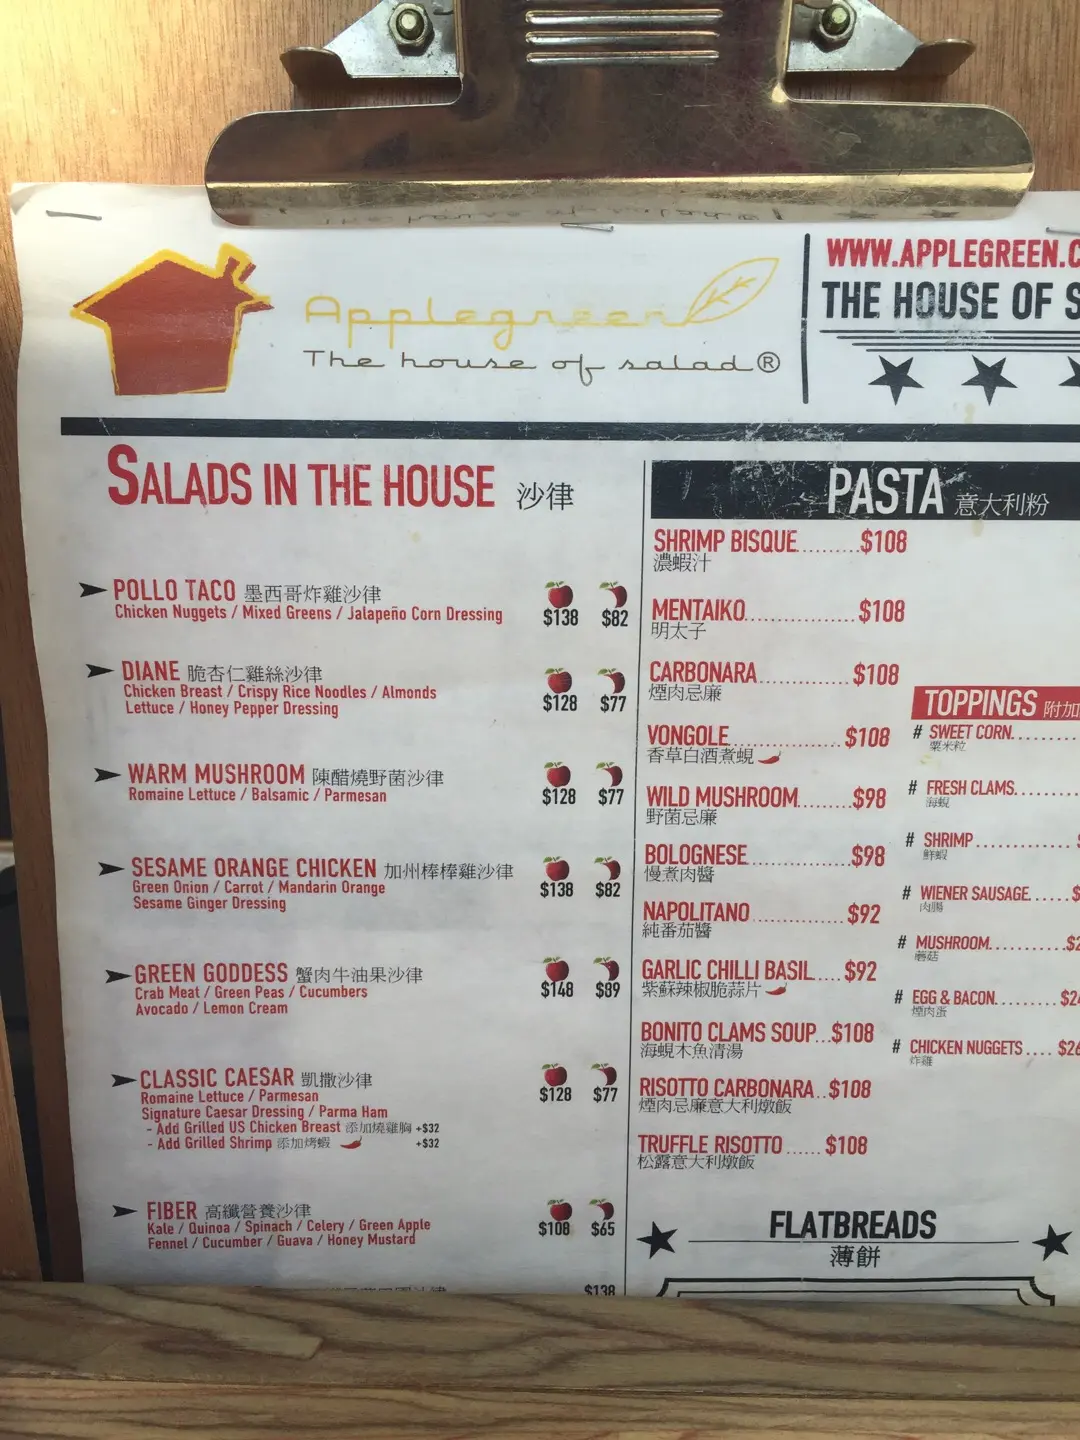 Applegreen
The house of salad®
WWW.APPLEGREEN.C
THE HOUSE OF S
SALADS IN THE HOUSE 沙律
POLLO TACO 墨西哥炸雞沙律
Chicken Nuggets / Mixed Greens / Jalapeño Corn Dressing
$138 $82
DIANE 脆杏仁雞絲沙律
Chicken Breast / Crispy Rice Noodles / Almonds
Lettuce / Honey Pepper Dressing
$128 $77
WARM MUSHROOM 陳醋燒野菌沙律
Romaine Lettuce / Balsamic / Parmesan
$128 $77
SESAME ORANGE CHICKEN 加州棒棒雞沙律
Green Onion / Carrot / Mandarin Orange
Sesame Ginger Dressing
$138 $82
GREEN GODDESS 蟹肉牛油果沙律
Crab Meat / Green Peas / Cucumbers
Avocado / Lemon Cream
$148 $89
CLASSIC CAESAR 凱撒沙律
Romaine Lettuce / Parmesan
Signature Caesar Dressing / Parma Ham
- Add Grilled US Chicken Breast 添加燒雞胸 +$32
- Add Grilled Shrimp 添加烤蝦 +$32
$128 $77
FIBER 高纖營養沙律
Kale / Quinoa / Spinach / Celery / Green Apple
Fennel / Cucumber / Guava / Honey Mustard
$108 $65
$138
PASTA 意大利粉
SHRIMP BISQUE..........$108
濃蝦汁
MENTAIKO.................$108
明太子
CARBONARA..............$108
煙肉忌廉
VONGOLE..................$108
香草白酒煮蜆
WILD MUSHROOM........$98
野菌忌廉
BOLOGNESE...............$98
慢煮肉醬
NAPOLITANO..............$92
純番茄醬
GARLIC CHILLI BASIL....$92
紫蘇辣椒脆蒜片
BONITO CLAMS SOUP...$108
海蜆木魚清湯
RISOTTO CARBONARA..$108
煙肉忌廉意大利燉飯
TRUFFLE RISOTTO......$108
松露意大利燉飯
TOPPINGS 附加
# SWEET CORN.........
粟米粒
# FRESH CLAMS.........
海蜆
# SHRIMP..............$
鮮蝦
# WIENER SAUSAGE......$
肉腸
# MUSHROOM...........$2
蘑菇
# EGG & BACON.........$2
煙肉蛋
# CHICKEN NUGGETS....$26
炸雞
FLATBREADS
薄餅